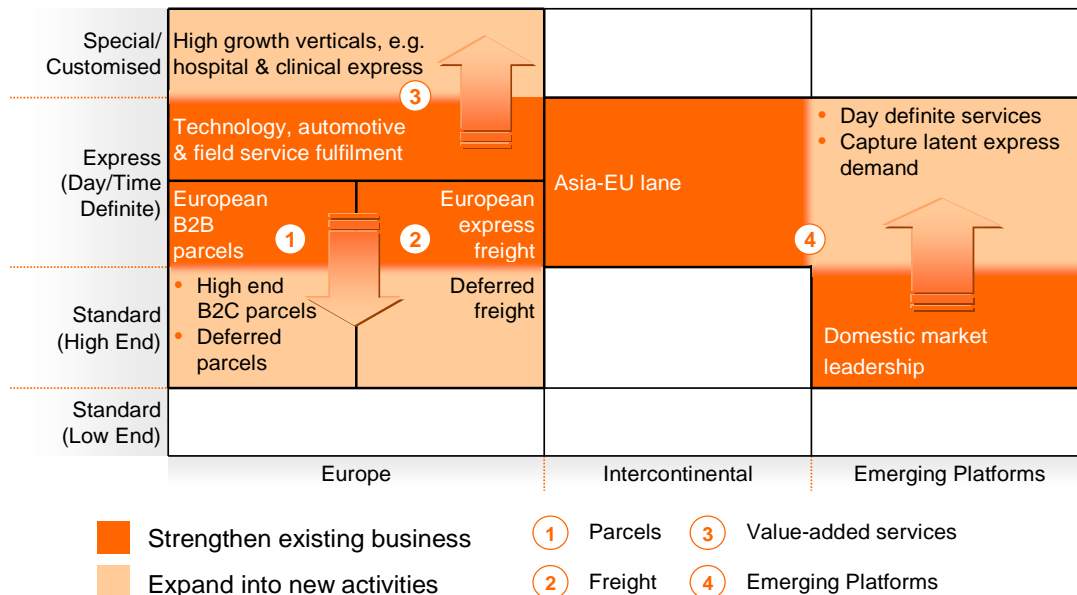 Special/
Customised
High growth verticals, e.g.
hospital & clinical express
3
Technology, automotive
& field service fulfilment
Express
(Day/Time
Definite)
European
B2B
parcels
1
2
European
express
freight
Asia-EU lane
4
• Day definite services
• Capture latent express
demand
Standard
(High End)
• High end
B2C parcels
• Deferred
parcels
Deferred
freight
Domestic market
leadership
Standard
(Low End)
Europe
Intercontinental
Emerging Platforms
Strengthen existing business
Expand into new activities
1 Parcels
2 Freight
3 Value-added services
4 Emerging Platforms